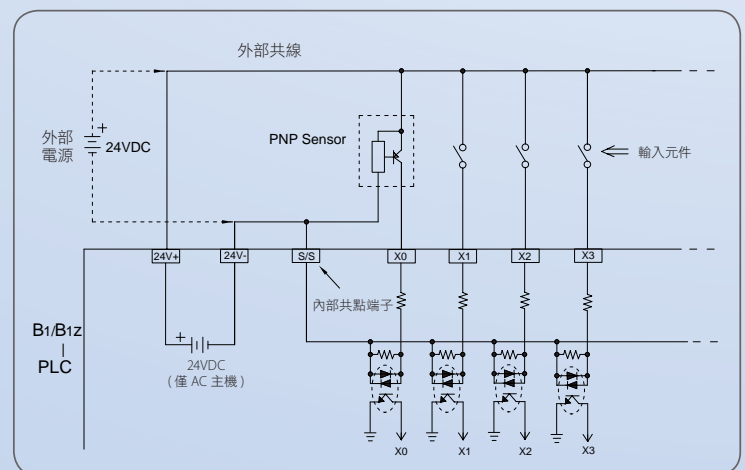 外部共線
外部
電源
+
24VDC
PNP Sensor
輸入元件
24V+
24V-
S/S
X0
X1
X2
X3
內部共點端子
B1/B1z
PLC
+
24VDC
(僅 AC 主機)
X0
X1
X2
X3